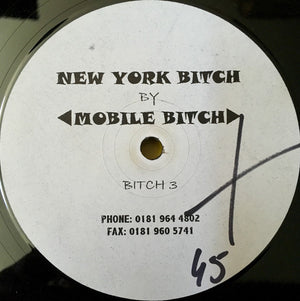 NEW YORK BITCH
BY
◀MOBILE BITCH▶
BITCH 3
PHONE: 0181 964 4802
FAX: 0181 960 5741
45